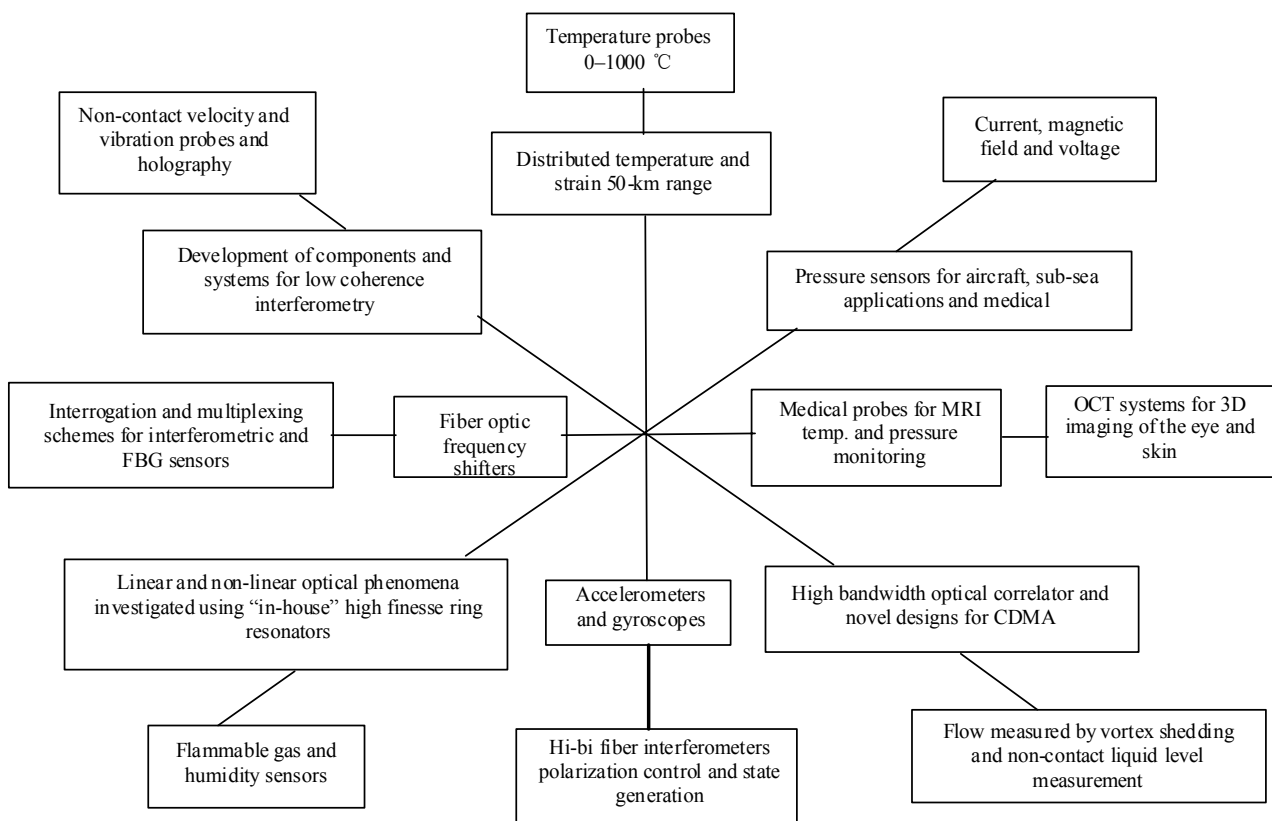 Temperature probes
0–1000 ℃
Non-contact velocity and
vibration probes and
holography
Current, magnetic
field and voltage
Distributed temperature and
strain 50-km range
Development of components and
systems for low coherence
interferometry
Pressure sensors for aircraft, sub-sea
applications and medical
Interrogation and multiplexing
schemes for interferometric and
FBG sensors
Fiber optic
frequency
shifters
Medical probes for MRI
temp. and pressure
monitoring
OCT systems for 3D
imaging of the eye and
skin
Linear and non-linear optical phenomena
investigated using “in-house” high finesse ring
resonators
Accelerometers
and gyroscopes
High bandwidth optical correlator and
novel designs for CDMA
Flammable gas and
humidity sensors
Hi-bi fiber interferometers
polarization control and state
generation
Flow measured by vortex shedding
and non-contact liquid level
measurement